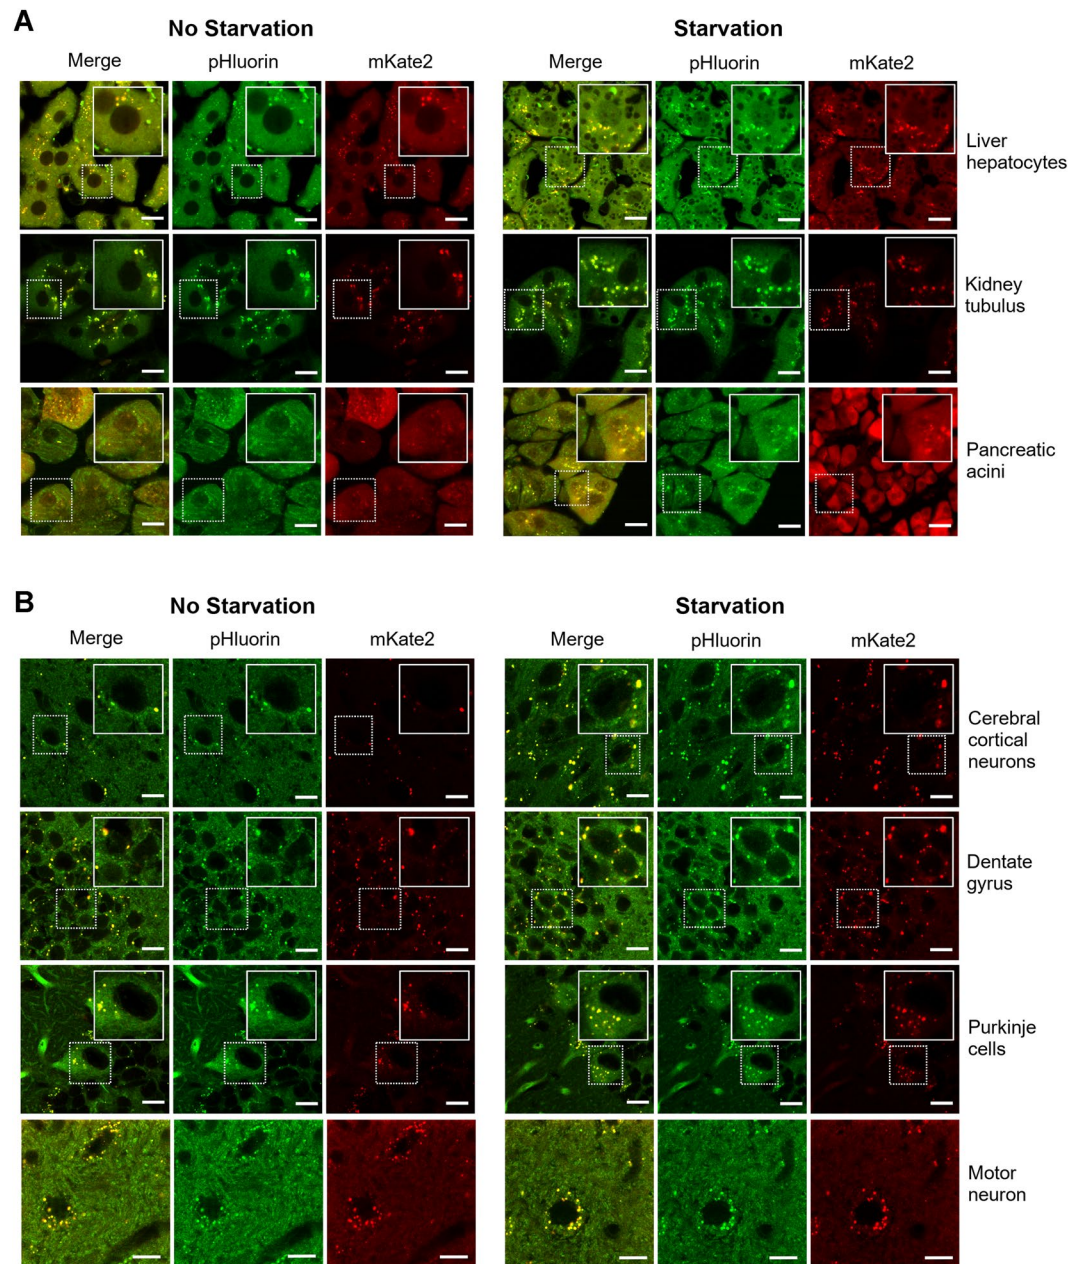 A
No Starvation
Starvation
Merge
pHluorin
mKate2
Merge
pHluorin
mKate2
Liver
hepatocytes
Kidney
tubulus
Pancreatic
acini
B
No Starvation
Starvation
Merge
pHluorin
mKate2
Merge
pHluorin
mKate2
Cerebral
cortical
neurons
Dentate
gyrus
Purkinje
cells
Motor
neuron